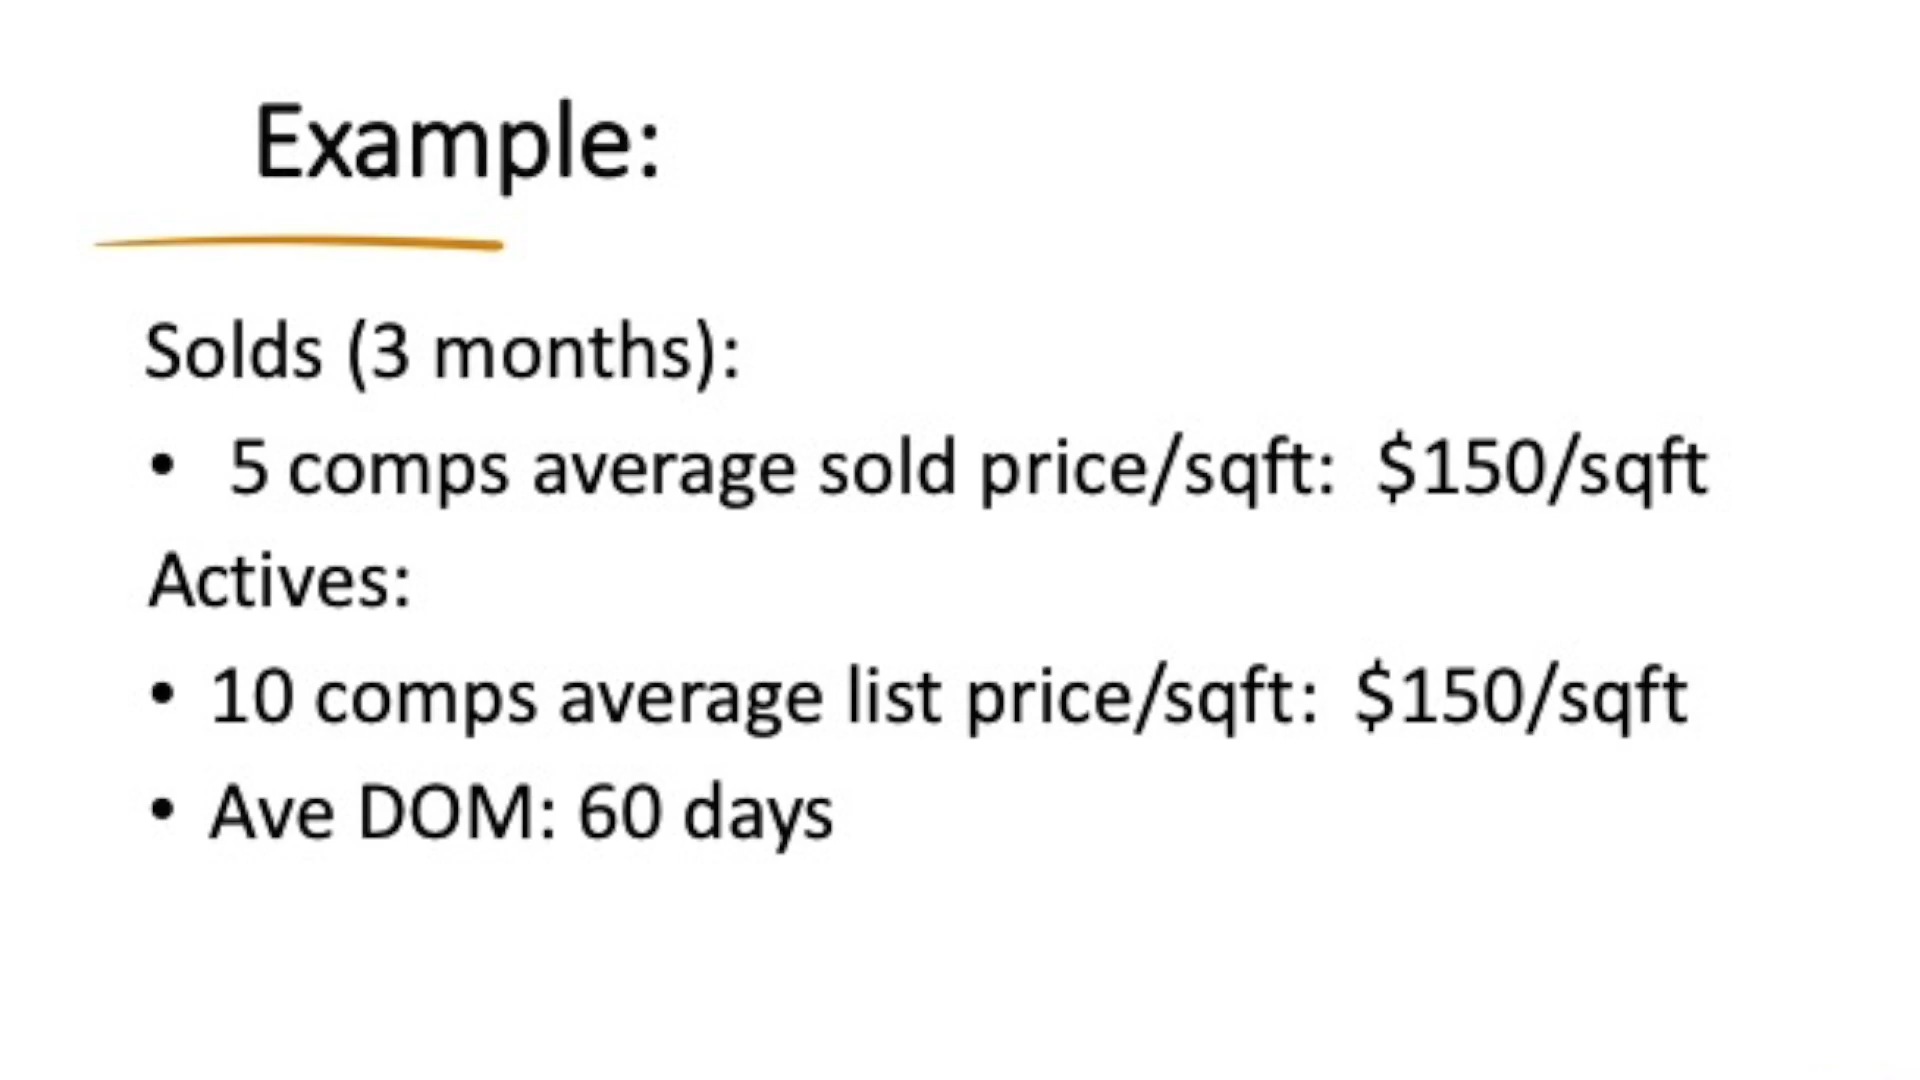 Example:
Solds (3 months):
• 5 comps average sold price/sqft: $150/sqft
Actives:
• 10 comps average list price/sqft: $150/sqft
• Ave DOM: 60 days